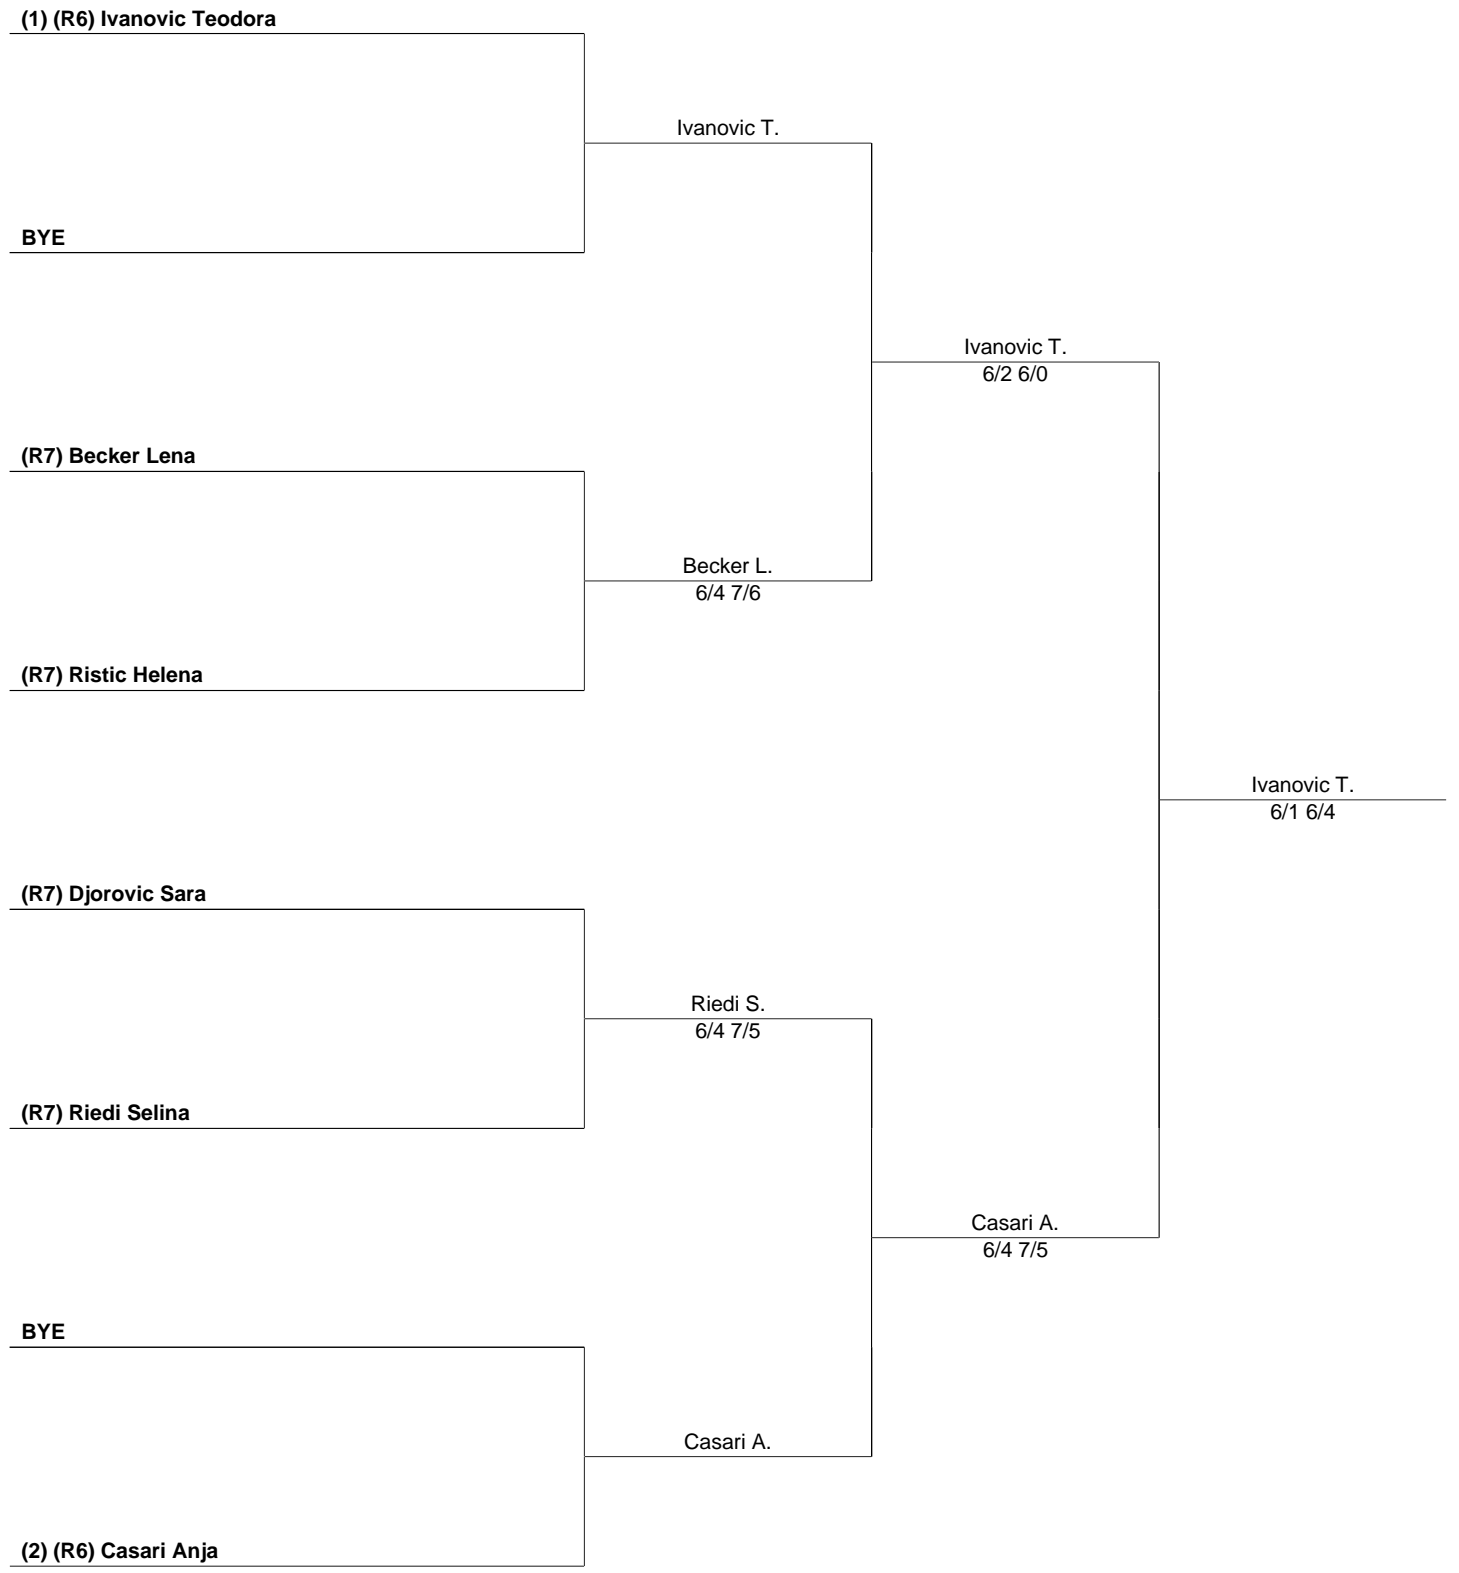 (1) (R6) Ivanovic Teodora
Ivanovic T.
BYE
Ivanovic T.
6/2 6/0
(R7) Becker Lena
Becker L.
6/4 7/6
(R7) Ristic Helena
Ivanovic T.
6/1 6/4
(R7) Djorovic Sara
Riedi S.
6/4 7/5
(R7) Riedi Selina
Casari A.
6/4 7/5
BYE
Casari A.
(2) (R6) Casari Anja